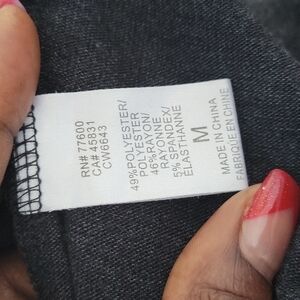 RN#77600
CA#45831
CCW6643
49%POLYESTER/
POLYESTER
46%RAYON/
RAYONNE
5% SPANDEX/
ELASTHANNE
M
MADE IN CHINA
FABRIQUÉ EN CHINE